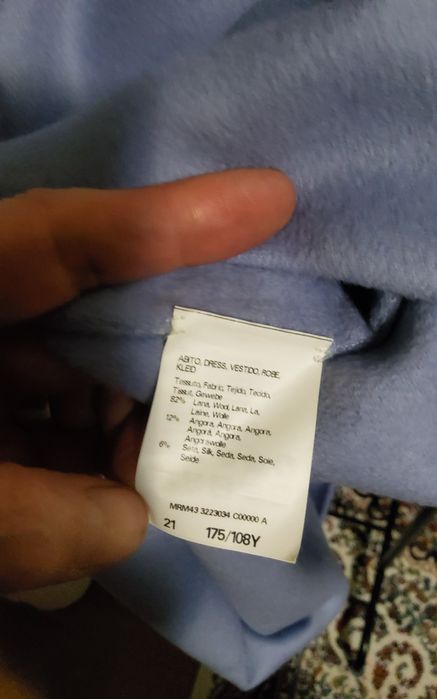 ABITO, DRESS, VESTIDO, ROBE,
KLEID
Tessuto, Fabric, Tejido, Tecido,
Tissu, Gewebe
82% Lana, Wool, Lana, La,
Laine, Wolle
12% Angora, Angora, Angora,
Angorá, Angora,
Angorawolle
6% Seta, Silk, Seda, Seda, Soie,
Seide
MRM43 3223034 C00000 A
21 175/108Y